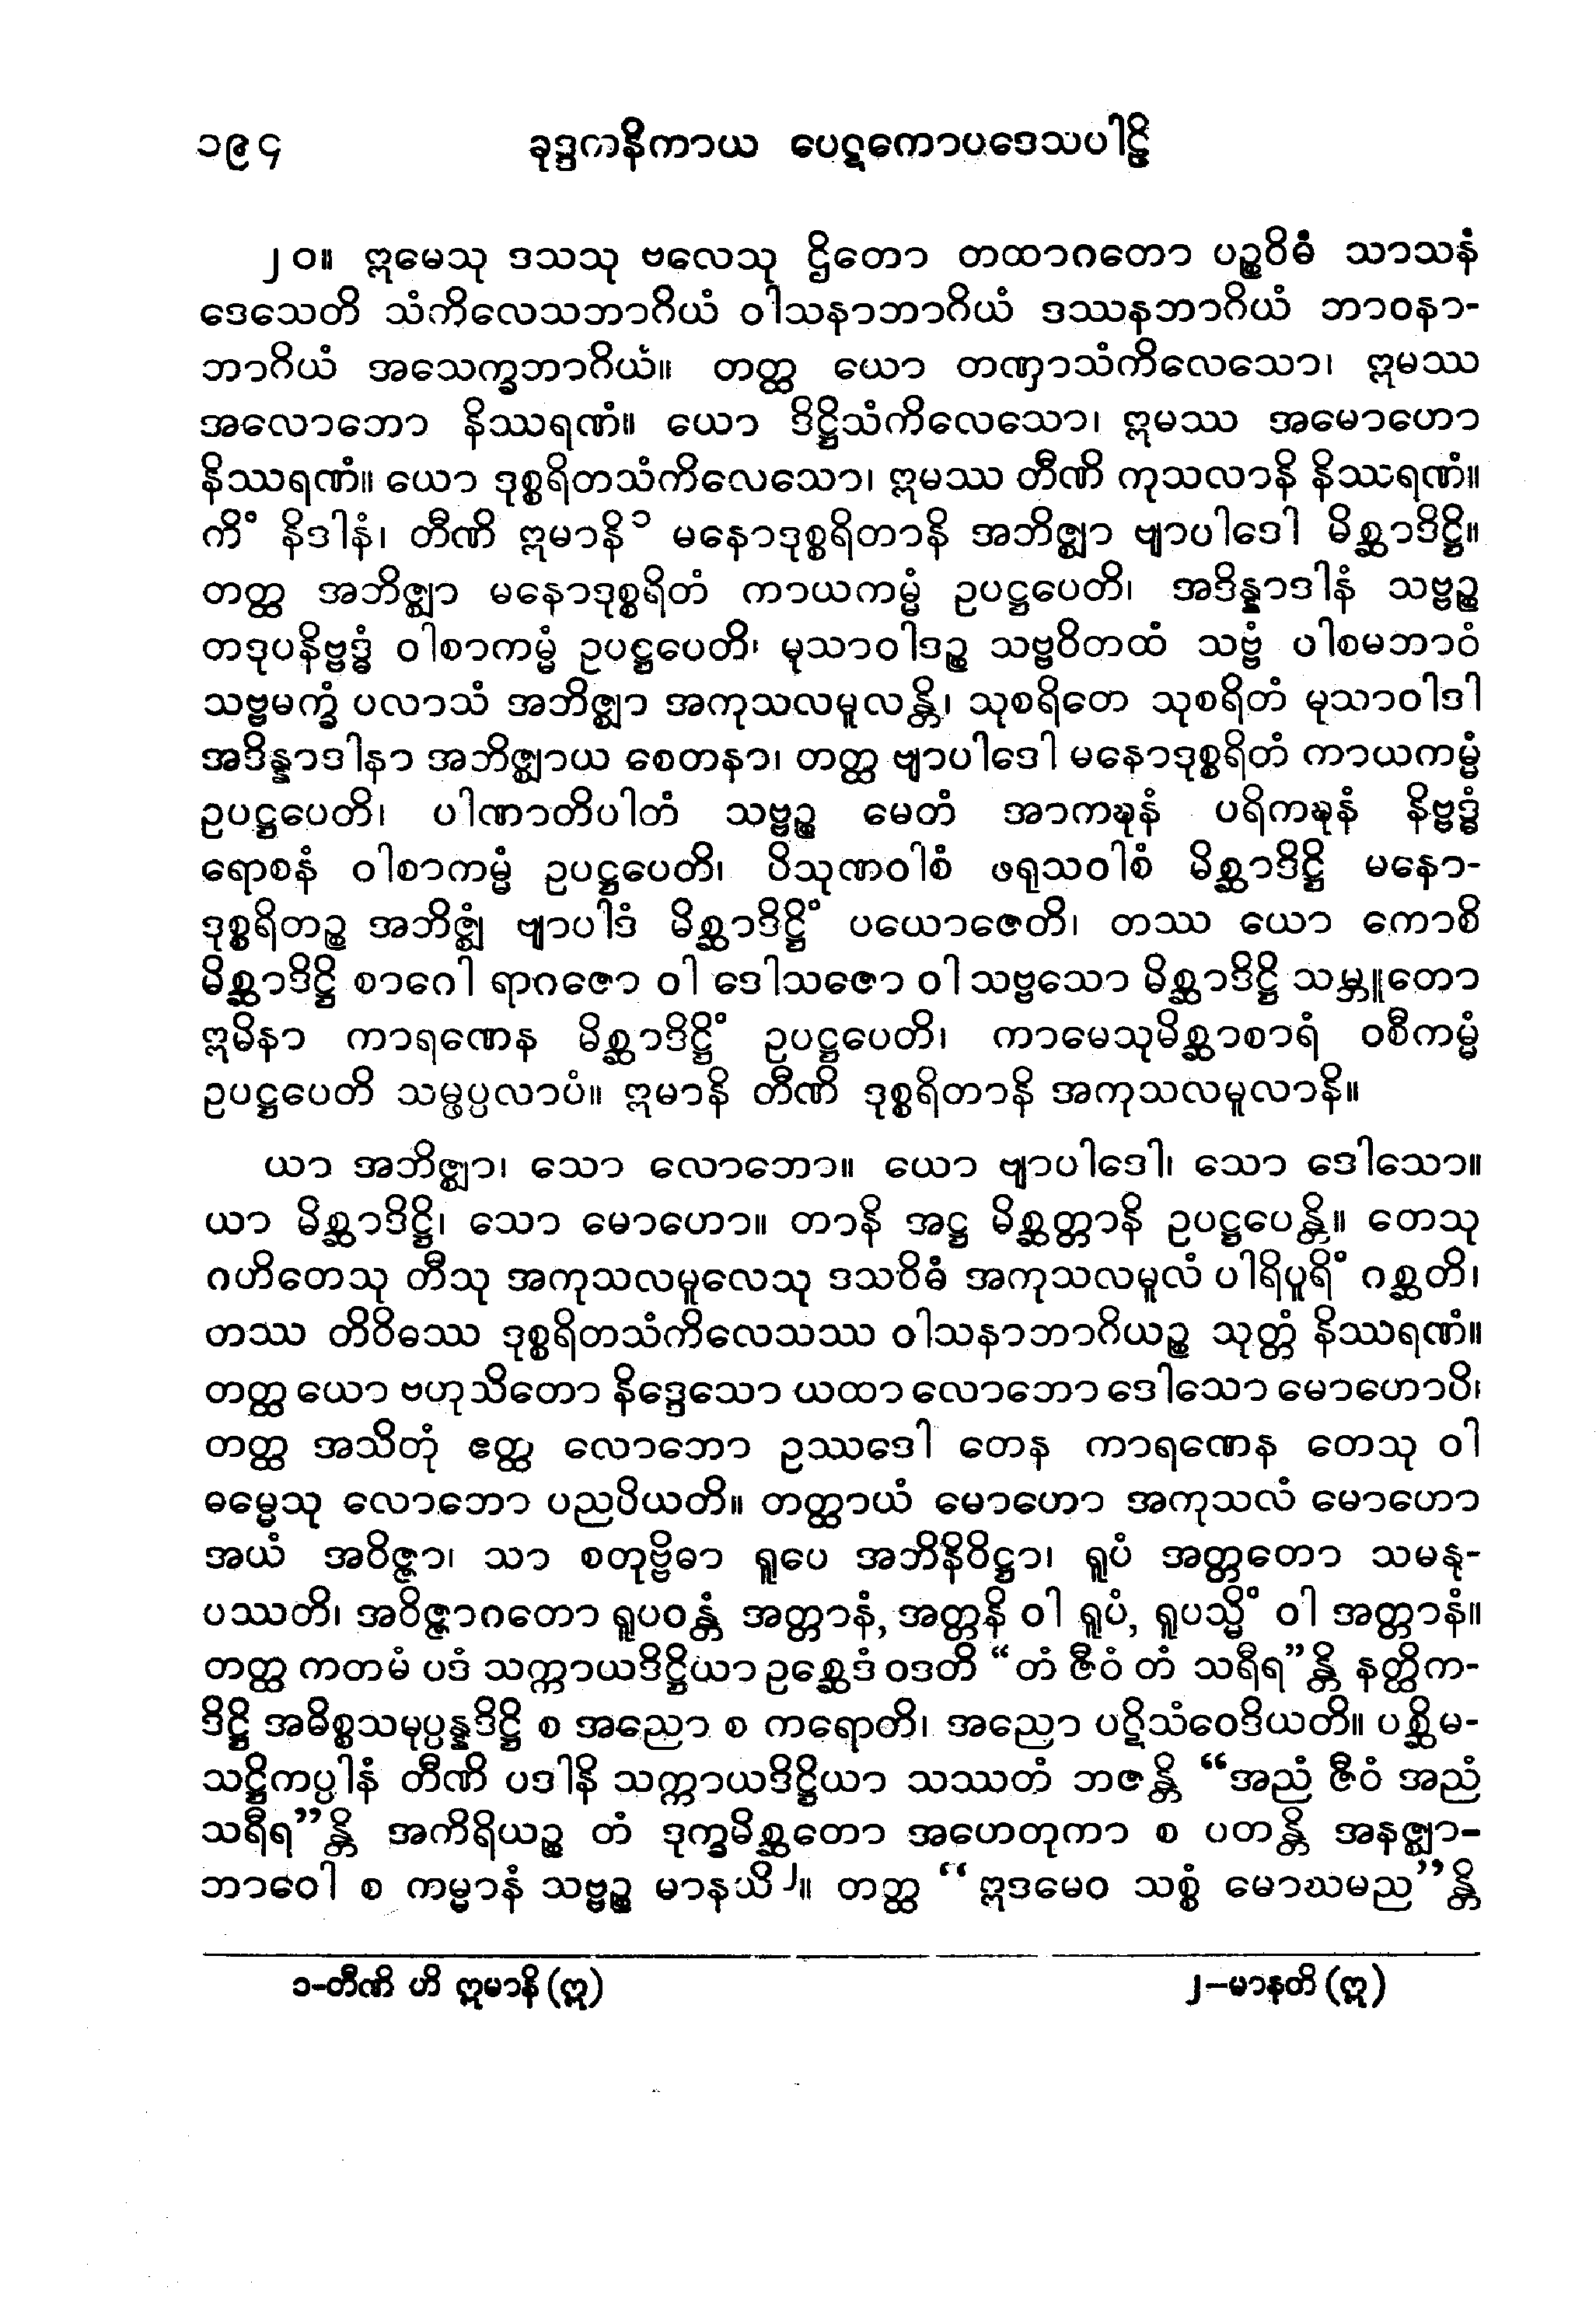 ၁၉၄ ခုဒ္ဒကနိကာယ ပေဋကောပဒေသပါဠိ
၂၀။ ဣမေသု ဒသသု ဗလေသု ဌိတော တထာဂတော ပဉ္စဝိဓံ သာသနံ
ဒေသေတိ သံကိလေသဘာဂိယံ ဝါသနာဘာဂိယံ ဒဿနဘာဂိယံ ဘာဝနာ-
ဘာဂိယံ အသေက္ခဘာဂိယံ။ တတ္ထ ယော တဏှာသံကိလေသော၊ ဣမဿ
အလောဘော နိဿရဏံ။ ယော ဒိဋ္ဌိသံကိလေသော၊ ဣမဿ အမောဟော
နိဿရဏံ။ ယော ဒုစ္စရိတသံကိလေသော၊ ဣမဿ တီဏိ ကုသလာနိ နိဿရဏံ။
ကိံ နိဒါနံ၊ တီဏိ ဣမာနိ၁ မနောဒုစ္စရိတာနိ အဘိဇ္ဈာ ဗျာပါဒေါ မိစ္ဆာဒိဋ္ဌိ။
တတ္ထ အဘိဇ္ဈာ မနောဒုစ္စရိတံ ကာယကမ္မံ ဥပဋ္ဌပေတိ၊ အဒိန္နာဒါနံ သဗ္ဗဉ္စ
တဒုပနိဗ္ဗဒ္ဓံ ဝါစာကမ္မံ ဥပဋ္ဌပေတိ၊ မုသာဝါဒဉ္စ သဗ္ဗဝိတထံ သဗ္ဗံ ပါစမဘာဝံ
သဗ္ဗမက္ခံ ပလာသံ အဘိဇ္ဈာ အကုသလမူလန္တိ၊ သုစရိတေ သုစရိတံ မုသာဝါဒါ
အဒိန္နာဒါနာ အဘိဇ္ဈာယ စေတနာ၊ တတ္ထ ဗျာပါဒေါ မနောဒုစ္စရိတံ ကာယကမ္မံ
ဥပဋ္ဌပေတိ၊ ပါဏာတိပါတံ သဗ္ဗဉ္စ မေတံ အာကဍ္ဎနံ ပရိကဍ္ဎနံ နိဗ္ဗဒ္ဓံ
ရောစနံ ဝါစာကမ္မံ ဥပဋ္ဌပေတိ၊ ပိသုဏဝါစံ ဖရုသဝါစံ မိစ္ဆာဒိဋ္ဌိ မနော-
ဒုစ္စရိတဉ္စ အဘိဇ္ဈံ ဗျာပါဒံ မိစ္ဆာဒိဋ္ဌိံ ပယောဇေတိ၊ တဿ ယော ကောစိ
မိစ္ဆာဒိဋ္ဌိ စာဂေါ ရာဂဇော ဝါ ဒေါသဇော ဝါ သဗ္ဗသော မိစ္ဆာဒိဋ္ဌိ သမ္ဘူတော
ဣမိနာ ကာရဏေန မိစ္ဆာဒိဋ္ဌိံ ဥပဋ္ဌပေတိ၊ ကာမေသုမိစ္ဆာစာရံ ဝစီကမ္မံ
ဥပဋ္ဌပေတိ သမ္ဖပ္ပလာပံ။ ဣမာနိ တီဏိ ဒုစ္စရိတာနိ အကုသလမူလာနိ။
ယာ အဘိဇ္ဈာ၊ သော လောဘော။ ယော ဗျာပါဒေါ၊ သော ဒေါသော။
ယာ မိစ္ဆာဒိဋ္ဌိ၊ သော မောဟော။ တာနိ အဋ္ဌ မိစ္ဆတ္တာနိ ဥပဋ္ဌပေန္တိ။ တေသု
ဂဟိတေသု တီသု အကုသလမူလေသု ဒသဝိဓံ အကုသလမူလံ ပါရိပူရိံ ဂစ္ဆတိ၊
တဿ တိဝိဓဿ ဒုစ္စရိတသံကိလေသဿ ဝါသနာဘာဂိယဉ္စ သုတ္တံ နိဿရဏံ။
တတ္ထ ယော ဗဟုသိတော နိဒ္ဒေသော ယထာ လောဘော ဒေါသော မောဟောပိ၊
တတ္ထ အသိတုံ ဧတ္ထ လောဘော ဥဿဒေါ တေန ကာရဏေန တေသု ဝါ
ဓမ္မေသု လောဘော ပညပိယတိ။ တတ္ထာယံ မောဟော အကုသလံ မောဟော
အယံ အဝိဇ္ဇာ၊ သာ စတုဗ္ဗိဓာ ရူပေ အဘိနိဝိဋ္ဌာ၊ ရူပံ အတ္တတော သမနု-
ပဿတိ၊ အဝိဇ္ဇာဂတော ရူပဝန္တံ အတ္တာနံ, အတ္တနိ ဝါ ရူပံ, ရူပသ္မိံ ဝါ အတ္တာနံ။
တတ္ထ ကတမံ ပဒံ သက္ကာယဒိဋ္ဌိယာ ဥစ္ဆေဒံ ဝဒတိ “တံ ဇီဝံ တံ သရီရ”န္တိ နတ္ထိက-
ဒိဋ္ဌိ အဓိစ္စသမုပ္ပန္နဒိဋ္ဌိ စ အညော စ ကရောတိ၊ အညော ပဋိသံဝေဒိယတိ။ ပစ္ဆိမ-
သဋ္ဌိကပ္ပါနံ တီဏိ ပဒါနိ သက္ကာယဒိဋ္ဌိယာ သဿတံ ဘဇန္တိ “အညံ ဇီဝံ အညံ
သရီရ”န္တိ အကိရိယဉ္စ တံ ဒုက္ခမိစ္ဆတော အဟေတုကာ စ ပတန္တိ အနဇ္ဈာ-
ဘာဝေါ စ ကမ္မာနံ သဗ္ဗဉ္စ မာနယိ၂။ တတ္ထ “ဣဒမေဝ သစ္စံ မောဃမည”န္တိ
၁-တီဏိ ဟိ ဣမာနိ (ဣ) ၂-မာနတိ (ဣ)